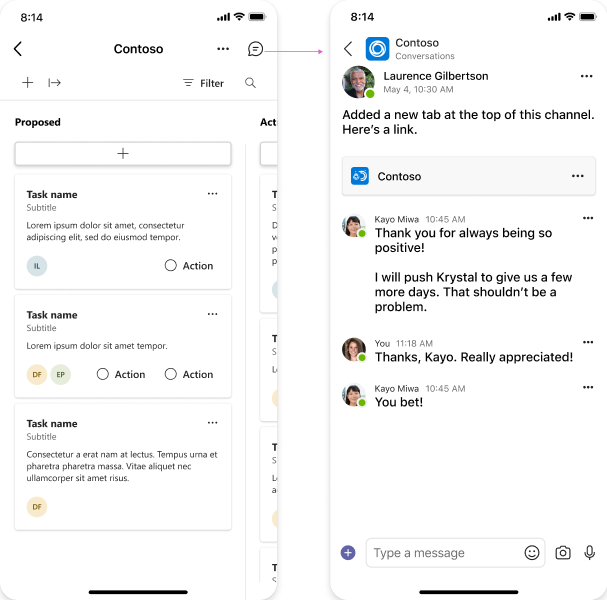 8:14
Contoso
Filter
Proposed
Task name
Subtitle
Lorem ipsum dolor sit amet, consectetur
adipiscing elit, sed do eiusmod tempor.
IL
Action
Task name
Subtitle
Lorem ipsum dolor sit amet tempor.
DF EP
Action Action
Task name
Subtitle
Consectetur a erat nam at lectus. Tempus urna et
pharetra pharetra massa. Vitae aliquet nec
ullamcorper sit amet risus.
DF
8:14
Contoso
Conversations
Laurence Gilbertson
May 4, 10:30 AM
Added a new tab at the top of this channel.
Here's a link.
Contoso
Kayo Miwa 10:45 AM
Thank you for always being so
positive!
I will push Krystal to give us a few
more days. That shouldn't be a
problem.
You 11:18 AM
Thanks, Kayo. Really appreciated!
Kayo Miwa 10:45 AM
You bet!
Type a message